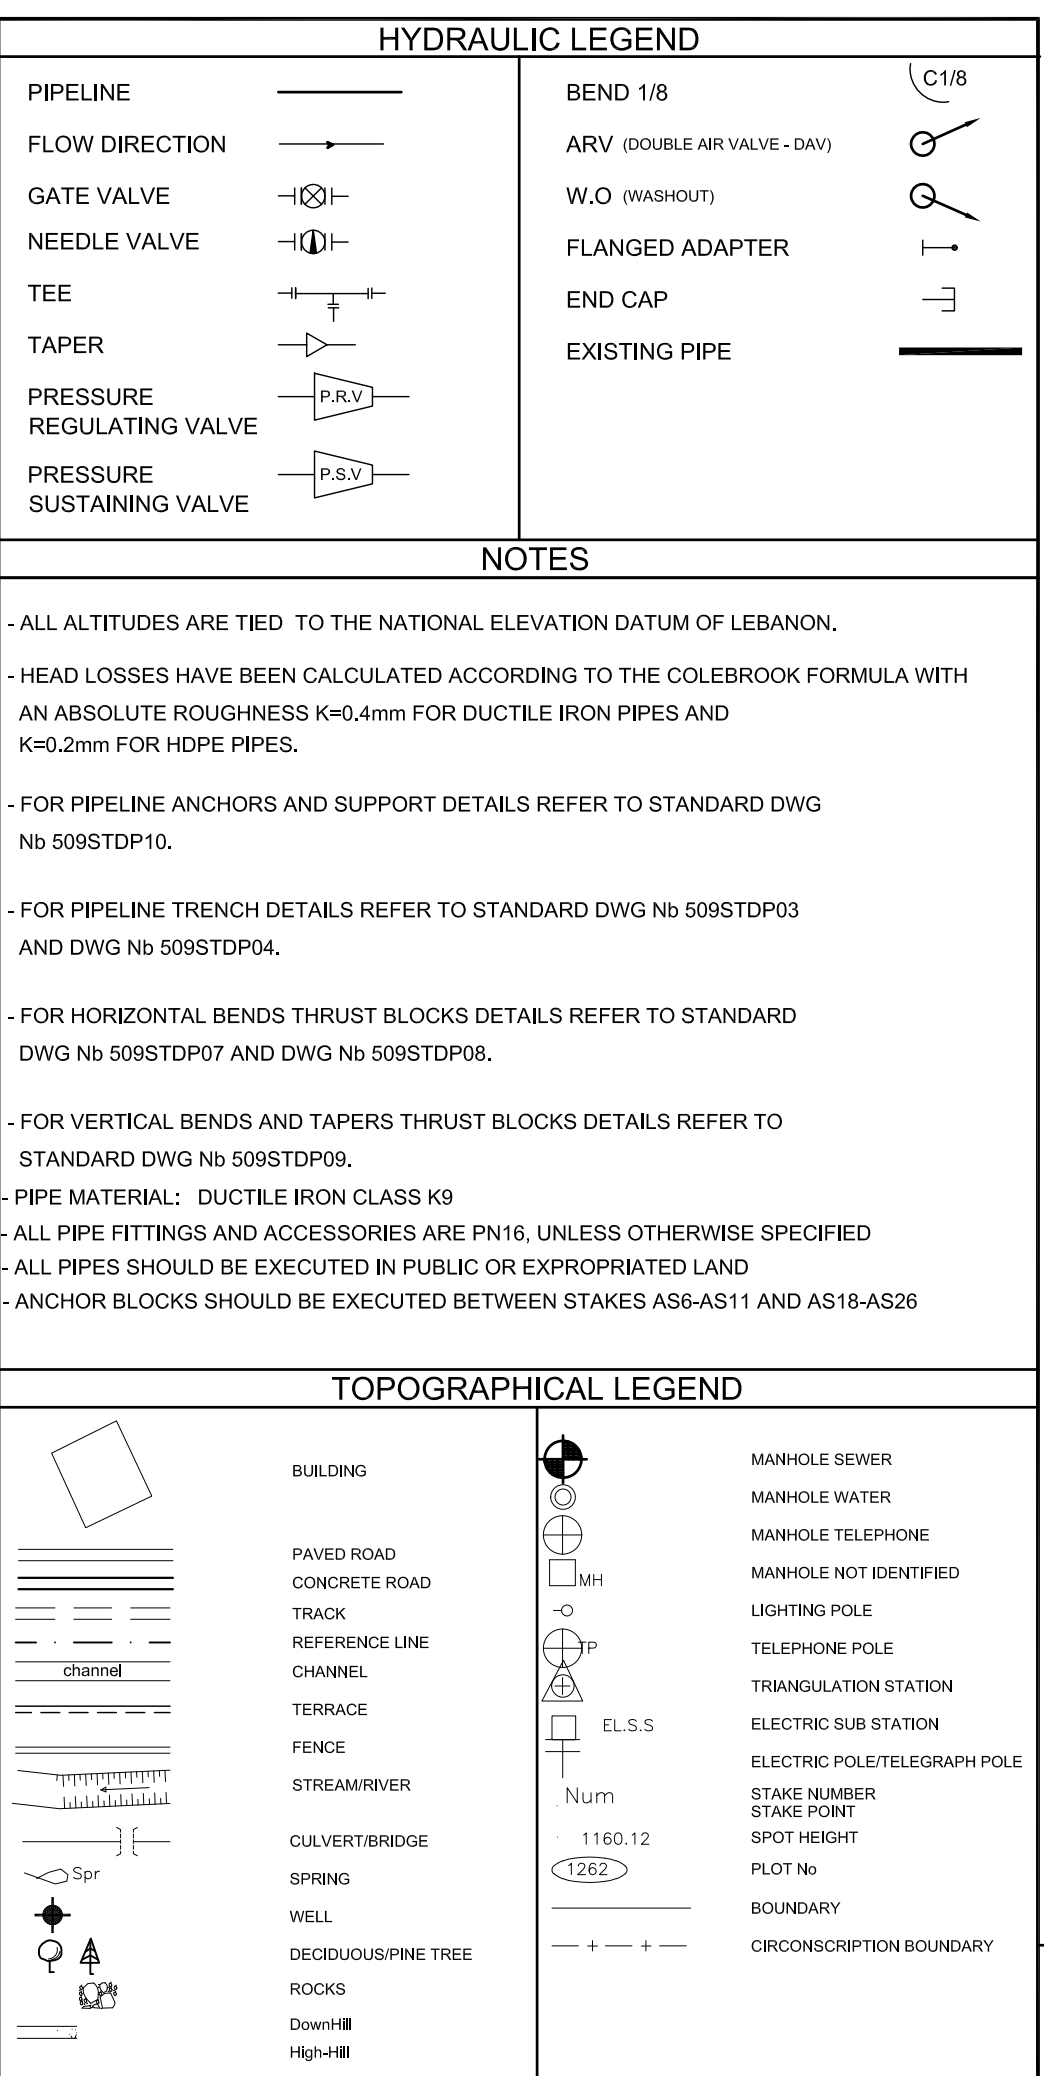 HYDRAULIC LEGEND
PIPELINE
FLOW DIRECTION
GATE VALVE
NEEDLE VALVE
TEE
TAPER
PRESSURE
REGULATING VALVE
P.R.V
PRESSURE
SUSTAINING VALVE
P.S.V
BEND 1/8
C1/8
ARV (DOUBLE AIR VALVE - DAV)
W.O (WASHOUT)
FLANGED ADAPTER
END CAP
EXISTING PIPE
NOTES
- ALL ALTITUDES ARE TIED TO THE NATIONAL ELEVATION DATUM OF LEBANON.
- HEAD LOSSES HAVE BEEN CALCULATED ACCORDING TO THE COLEBROOK FORMULA WITH
AN ABSOLUTE ROUGHNESS K=0.4mm FOR DUCTILE IRON PIPES AND
K=0.2mm FOR HDPE PIPES.
- FOR PIPELINE ANCHORS AND SUPPORT DETAILS REFER TO STANDARD DWG
Nb 509STDP10.
- FOR PIPELINE TRENCH DETAILS REFER TO STANDARD DWG Nb 509STDP03
AND DWG Nb 509STDP04.
- FOR HORIZONTAL BENDS THRUST BLOCKS DETAILS REFER TO STANDARD
DWG Nb 509STDP07 AND DWG Nb 509STDP08.
- FOR VERTICAL BENDS AND TAPERS THRUST BLOCKS DETAILS REFER TO
STANDARD DWG Nb 509STDP09.
- PIPE MATERIAL: DUCTILE IRON CLASS K9
- ALL PIPE FITTINGS AND ACCESSORIES ARE PN16, UNLESS OTHERWISE SPECIFIED
- ALL PIPES SHOULD BE EXECUTED IN PUBLIC OR EXPROPRIATED LAND
- ANCHOR BLOCKS SHOULD BE EXECUTED BETWEEN STAKES AS6-AS11 AND AS18-AS26
TOPOGRAPHICAL LEGEND
BUILDING
PAVED ROAD
CONCRETE ROAD
TRACK
REFERENCE LINE
channel CHANNEL
TERRACE
FENCE
STREAM/RIVER
CULVERT/BRIDGE
Spr SPRING
WELL
DECIDUOUS/PINE TREE
ROCKS
DownHill
High-Hill
MANHOLE SEWER
MANHOLE WATER
MANHOLE TELEPHONE
MH MANHOLE NOT IDENTIFIED
LIGHTING POLE
TP TELEPHONE POLE
TRIANGULATION STATION
EL.S.S ELECTRIC SUB STATION
ELECTRIC POLE/TELEGRAPH POLE
Num STAKE NUMBER
STAKE POINT
1160.12 SPOT HEIGHT
1262 PLOT No
BOUNDARY
CIRCONSCRIPTION BOUNDARY